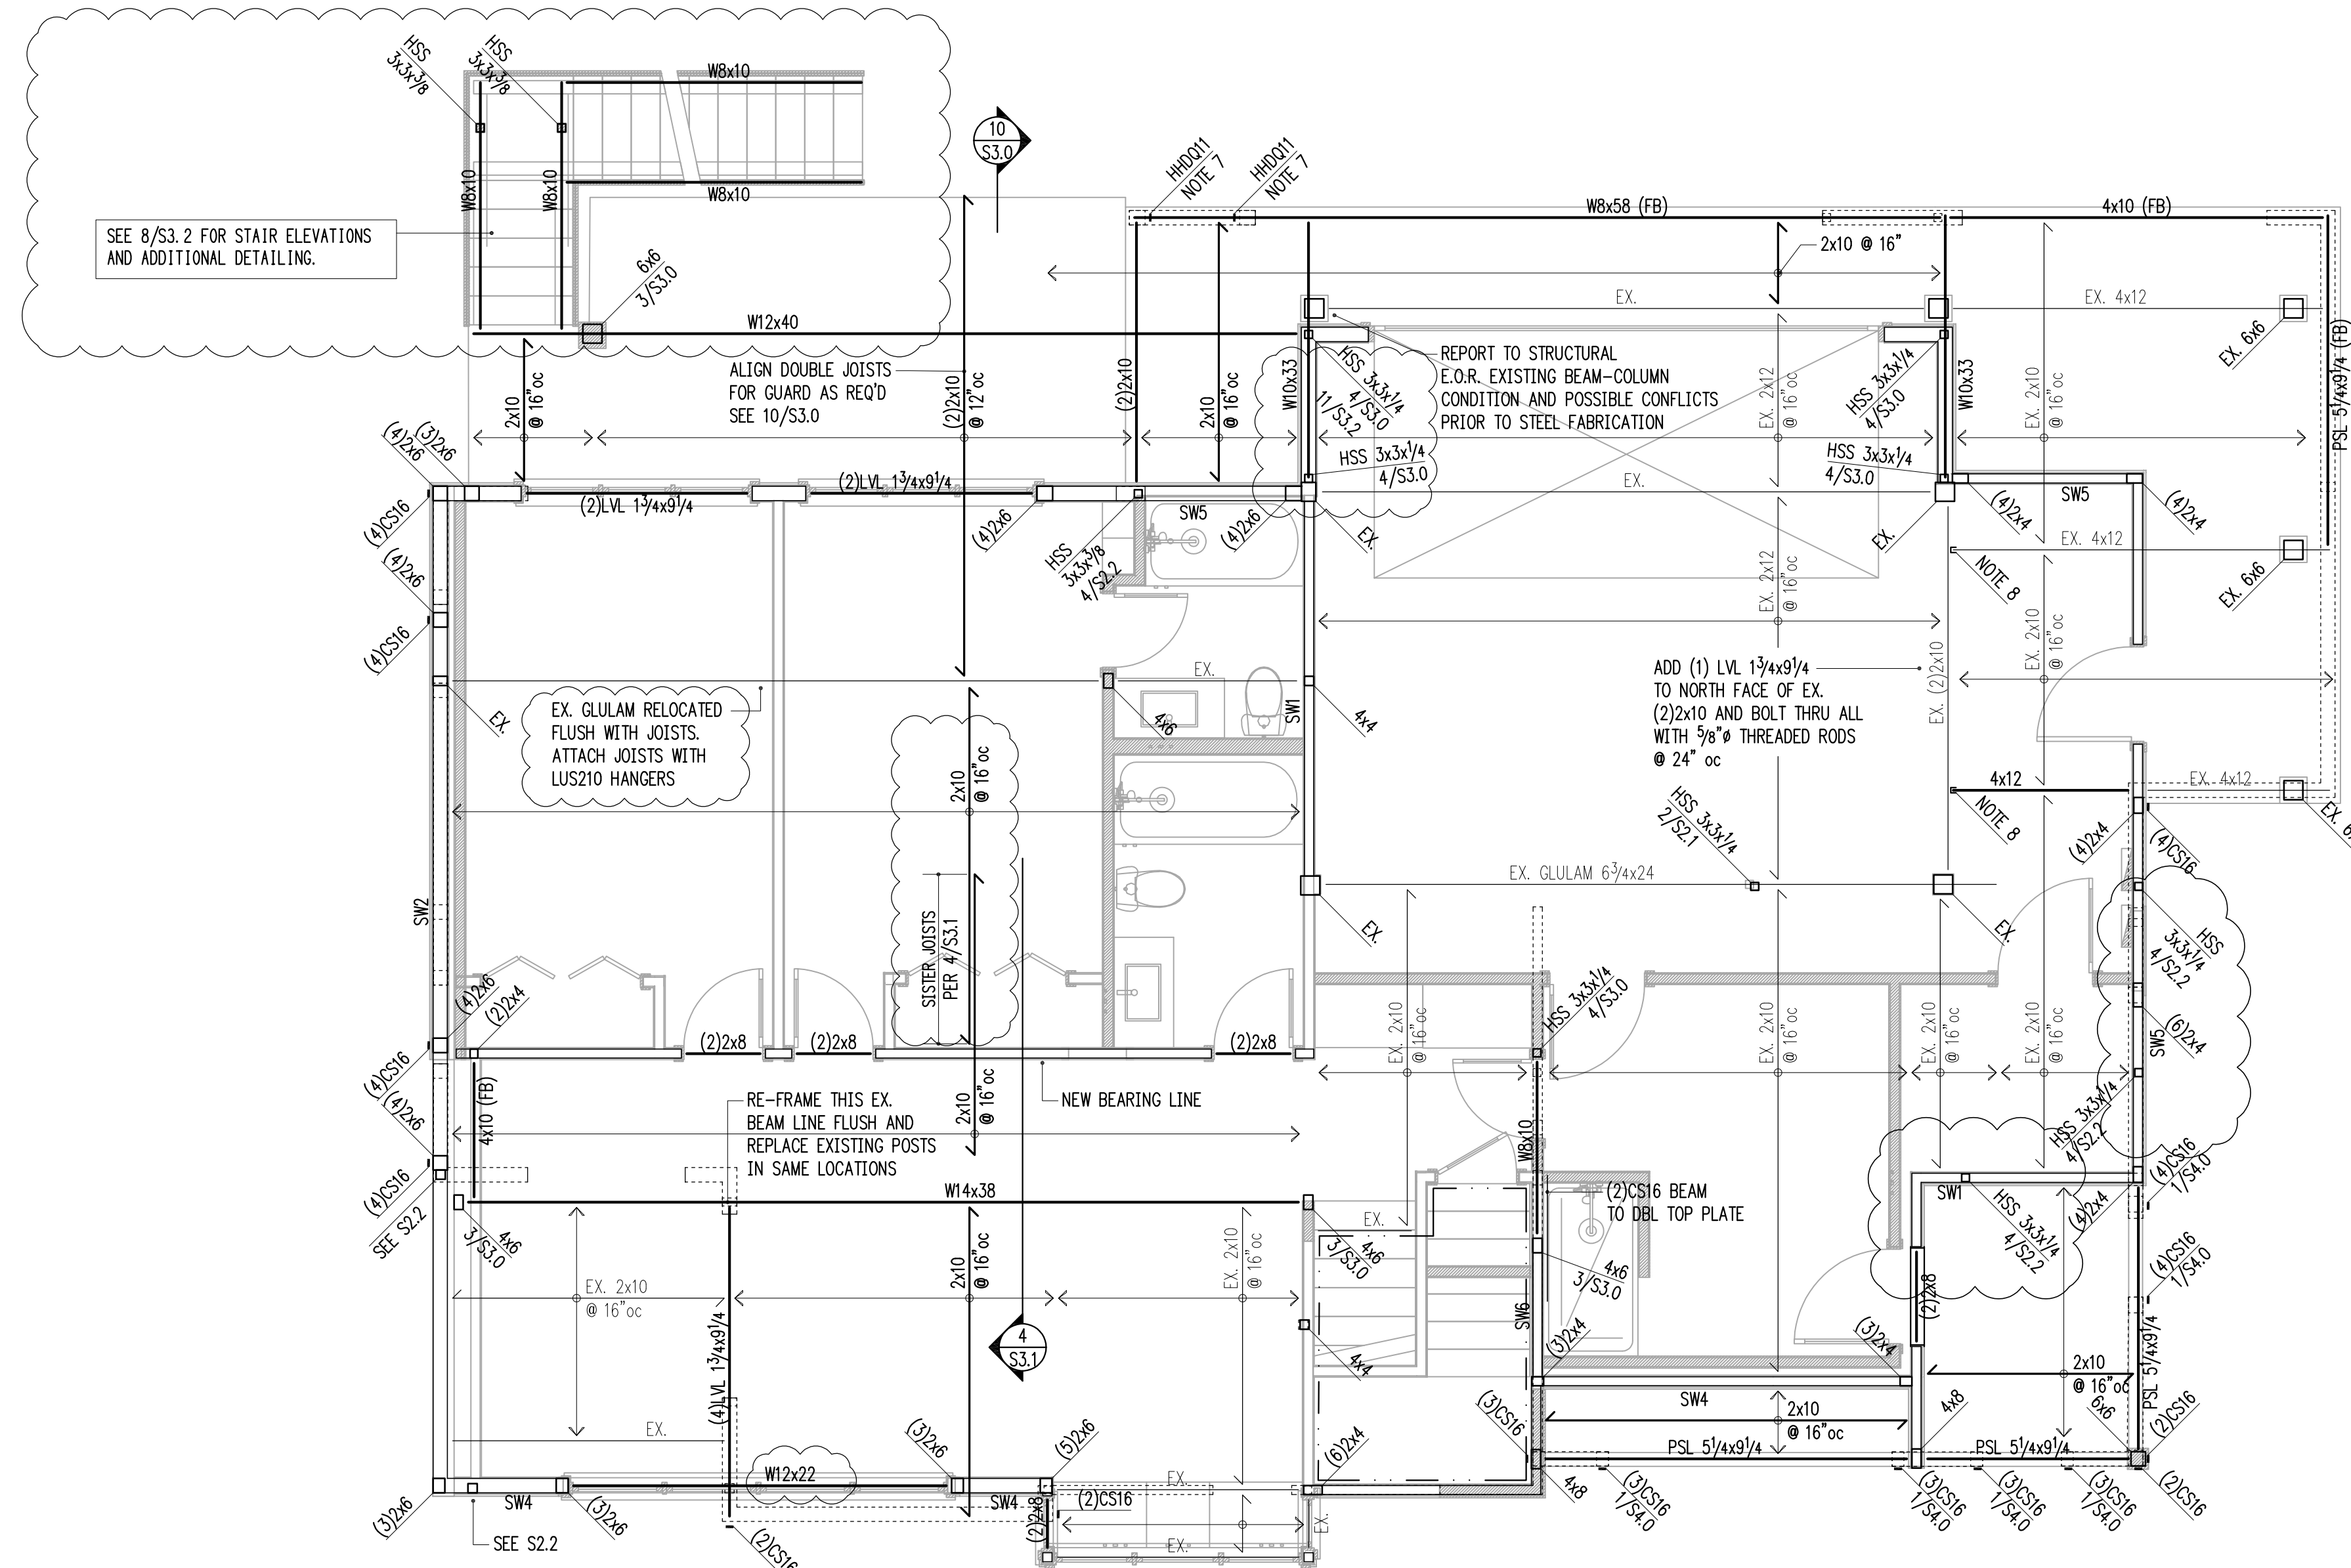 HSS
3x3x3/8
HSS
3x3x3/8
W8x10
W8x10
W8x10
W8x10
SEE 8/S3.2 FOR STAIR ELEVATIONS
AND ADDITIONAL DETAILING.
6x6
3/S3.0
W12x40
10
S3.0
HHDQ11
NOTE 7
HHDQ11
NOTE 7
W8x58 (FB)
4x10 (FB)
2x10 @ 16"
EX.
EX. 4x12
EX. 6x6
PSL 5 1/4x9 1/4 (FB)
2x10
@ 16"oc
ALIGN DOUBLE JOISTS
FOR GUARD AS REQ'D
SEE 10/S3.0
(2)2x10
@ 12"oc
(2)2x10
2x10
@ 16"oc
W10x33
HSS 3x3x1/4
4/S3.0
11/S3.2
REPORT TO STRUCTURAL
E.O.R. EXISTING BEAM-COLUMN
CONDITION AND POSSIBLE CONFLICTS
PRIOR TO STEEL FABRICATION
EX. 2x12
@ 16"oc
HSS 3x3x1/4
4/S3.0
W10x33
EX. 2x10
@ 16"oc
HSS 3x3x1/4
4/S3.0
HSS 3x3x1/4
4/S3.0
EX.
(4)2x6
(3)2x6
(4)CS16
(2)LVL 1 3/4x9 1/4
(2)LVL 1 3/4x9 1/4
(4)2x6
HSS
3x3x3/8
4/S2.2
SW5
(4)2x6
EX.
EX.
(4)2x4
SW5
(4)2x4
EX. 4x12
EX. 6x6
NOTE 8
(4)2x6
(4)CS16
EX. 2x12
@ 16"oc
EX. 2x10
@ 16"oc
EX.
EX.
4x6
SW1
4x4
EX. GLULAM RELOCATED
FLUSH WITH JOISTS.
ATTACH JOISTS WITH
LUS210 HANGERS
2x10
@ 16"oc
ADD (1) LVL 1 3/4x9 1/4
TO NORTH FACE OF EX.
(2)2x10 AND BOLT THRU ALL
WITH 5/8"ø THREADED RODS
@ 24" oc
EX. (2)2x10
4x12
EX. 4x12
NOTE 8
(4)2x4
(4)CS16
HSS 3x3x1/4
2/S2.1
EX. GLULAM 6 3/4x24
EX.
EX.
SW2
SISTER JOISTS
PER 4/S3.1
HSS
3x3x1/4
4/S2.2
(6)2x4
SW5
(4)2x6
(2)2x4
(4)CS16
(2)2x8
(2)2x8
(2)2x8
HSS 3x3x1/4
4/S3.0
EX. 2x10
@ 16"oc
EX. 2x10
@ 16"oc
EX. 2x10
@ 16"oc
EX. 2x10
@ 16"oc
4x10 (FB)
(4)2x6
(4)CS16
SEE S2.2
RE-FRAME THIS EX.
BEAM LINE FLUSH AND
REPLACE EXISTING POSTS
IN SAME LOCATIONS
2x10
@ 16"oc
NEW BEARING LINE
W8x10
HSS 3x3x1/4
4/S2.2
(4)CS16
1/S4.0
(4)2x4
W14x38
4x6
3/S3.0
4x6
3/S3.0
EX.
(2)CS16 BEAM
TO DBL TOP PLATE
4x6
3/S3.0
SW1
HSS 3x3x1/4
4/S2.2
(4)CS16
1/S4.0
EX. 2x10
@ 16"oc
(4)LVL 1 3/4x9 1/4
2x10
@ 16"oc
EX. 2x10
@ 16"oc
4
S3.1
4x4
SW6
(3)2x4
(3)2x4
(2)2x8
2x10
@ 16"oc
PSL 5 1/4x9 1/4
EX.
W12x22
(3)2x6
(5)2x6
(6)2x4
(3)CS16
SW4
2x10
@ 16"oc
PSL 5 1/4x9 1/4
4x8
PSL 5 1/4x9 1/4
6x6
(2)CS16
(3)2x6
SW4
(3)2x6
SEE S2.2
(2)CS16
SW4
(2)2x8
(2)CS16
EX.
EX.
EX.
4x8
(3)CS16
1/S4.0
(3)CS16
1/S4.0
(3)CS16
1/S4.0
(3)CS16
1/S4.0
(2)CS16